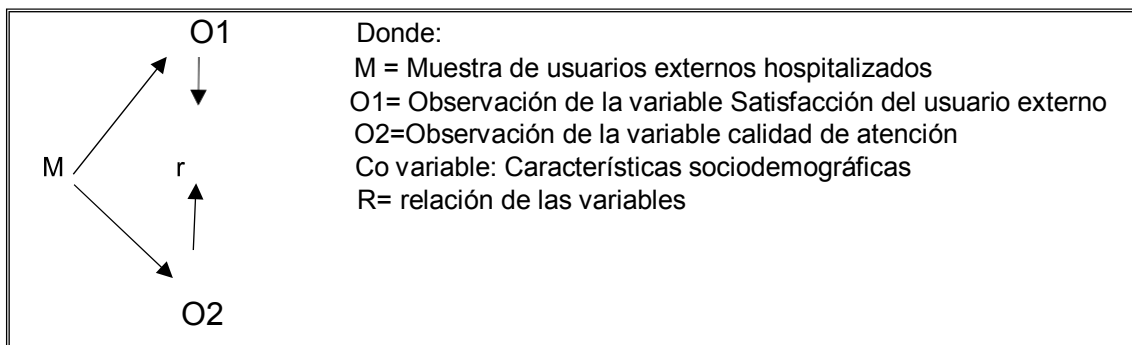 O1
Donde:
M = Muestra de usuarios externos hospitalizados
O1= Observación de la variable Satisfacción del usuario externo
O2=Observación de la variable calidad de atención
M
r
Co variable: Características sociodemográficas
R= relación de las variables
O2